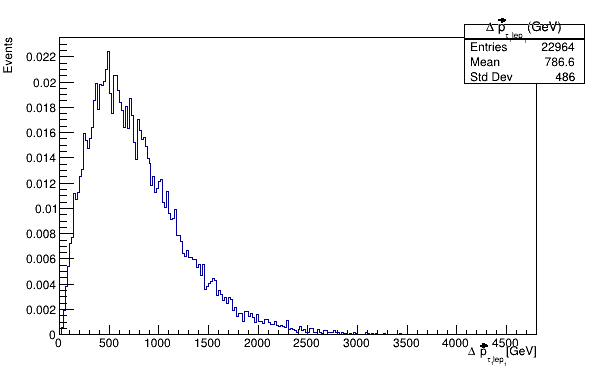 Δ p⃗ τ,lep (GeV)
Entries 22964
Mean 786.6
Std Dev 486
Events
0.022
0.02
0.018
0.016
0.014
0.012
0.01
0.008
0.006
0.004
0.002
0
0 500 1000 1500 2000 2500 3000 3500 4000 4500
Δ p⃗ τ,lep [GeV]